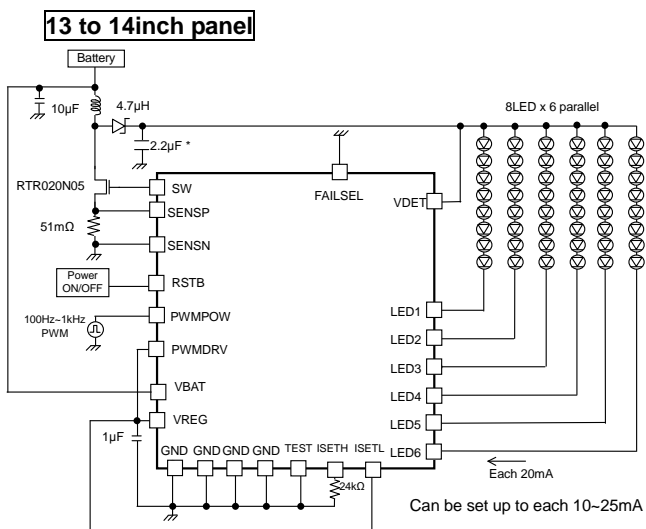 13 to 14inch panel
Battery
10μF
4.7μH
2.2μF *
8LED x 6 parallel
RTR020N05
51mΩ
SW
SENSP
SENSN
FAILSEL
VDET
Power
ON/OFF
RSTB
100Hz~1kHz
PWM
PWMPOW
PWMDRV
VBAT
VREG
1μF
LED1
LED2
LED3
LED4
LED5
LED6
GND GND GND GND TEST ISETH ISETL
24kΩ
Each 20mA
Can be set up to each 10~25mA